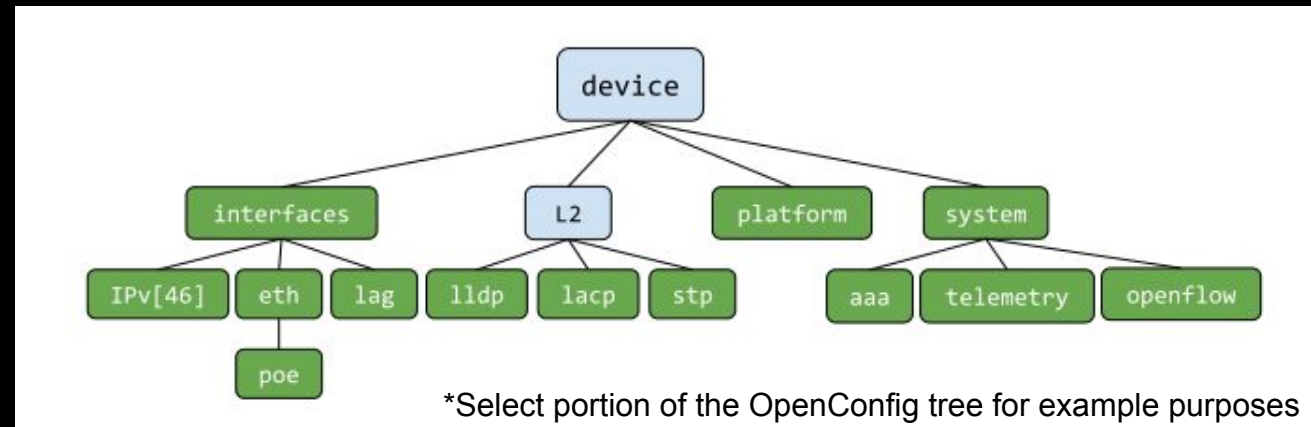 device
interfaces L2 platform system
IPv[46] eth lag lldp lacp stp aaa telemetry openflow
poe
*Select portion of the OpenConfig tree for example purposes